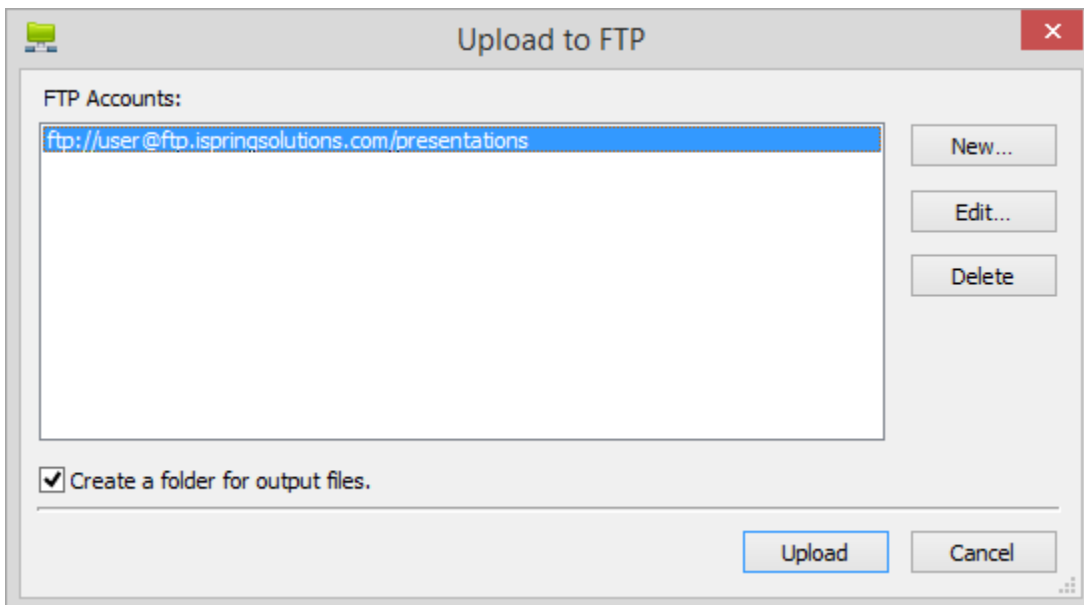 Upload to FTP
FTP Accounts:
ftp://user@ftp.ispringsolutions.com/presentations
New...
Edit...
Delete
Create a folder for output files.
Upload
Cancel